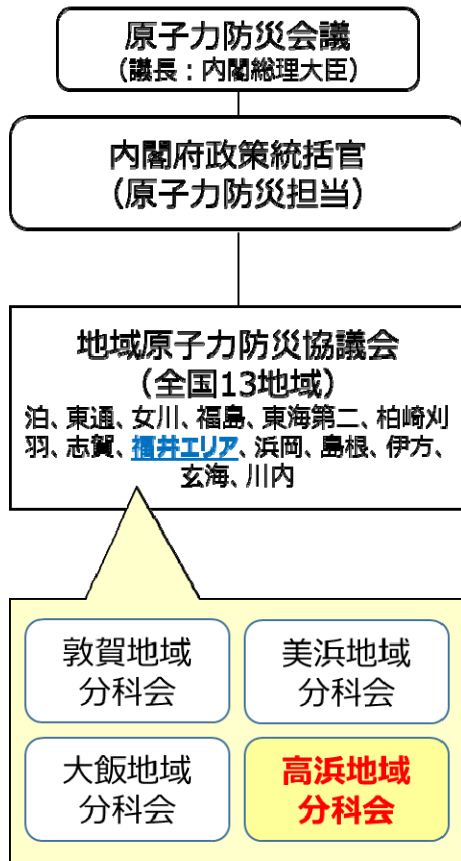 原子力防災会議
（議長：内閣総理大臣）
内閣府政策統括官
（原子力防災担当）
地域原子力防災協議会
（全国13地域）
泊、東通、女川、福島、東海第二、柏崎刈
羽、志賀、福井エリア、浜岡、島根、伊方、
玄海、川内
敦賀地域
分科会
美浜地域
分科会
大飯地域
分科会
高浜地域
分科会